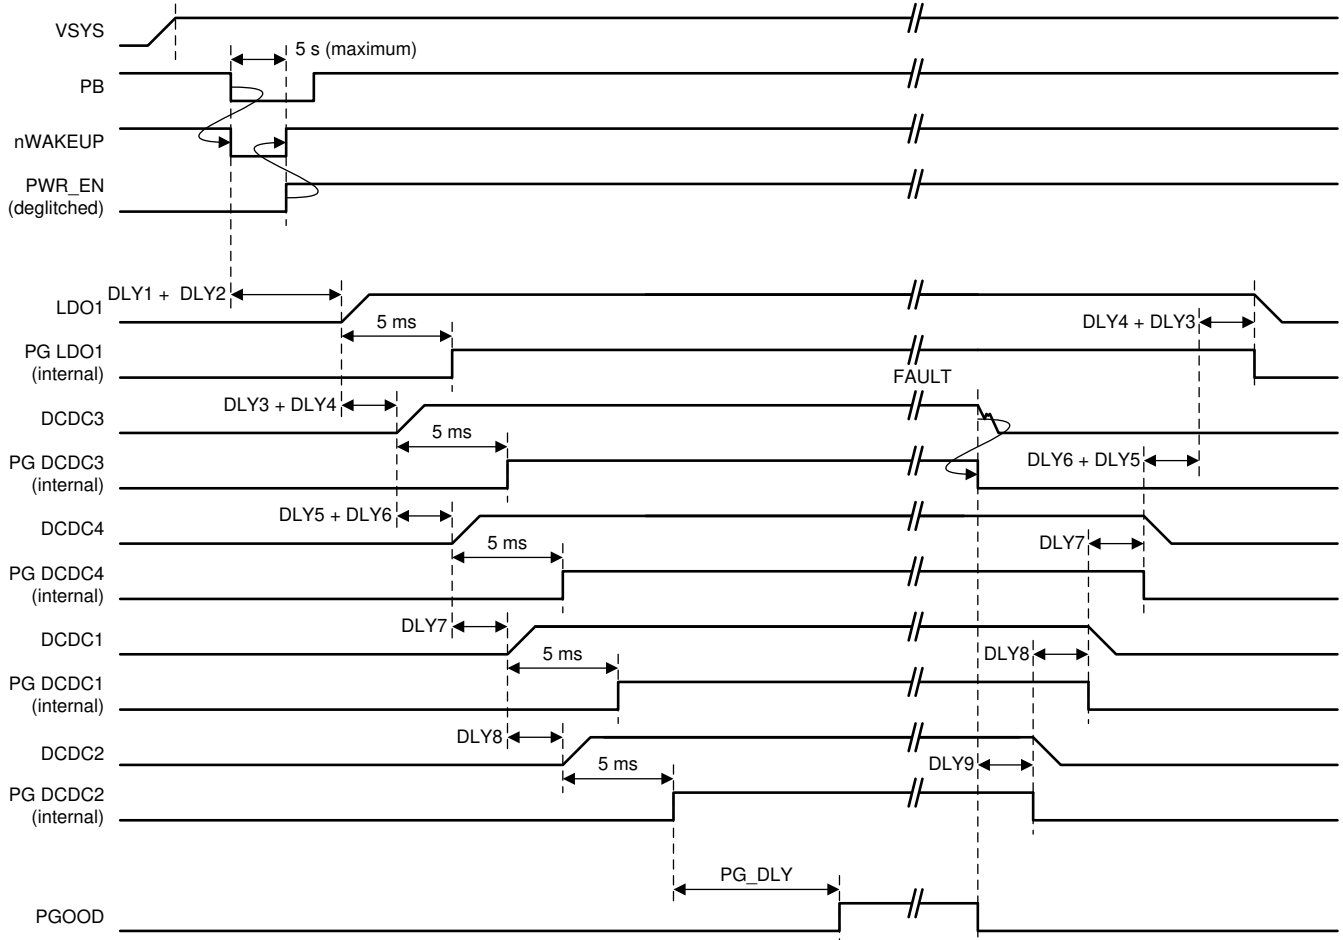 VSYS
5 s (maximum)
PB
nWAKEUP
PWR_EN
(deglitched)
DLY1 + DLY2
LDO1
5 ms
DLY4 + DLY3
PG LDO1
(internal)
FAULT
DLY3 + DLY4
DCDC3
5 ms
PG DCDC3
(internal)
DLY6 + DLY5
DLY5 + DLY6
DCDC4
5 ms
DLY7
PG DCDC4
(internal)
DLY7
DCDC1
5 ms
DLY8
PG DCDC1
(internal)
DLY8
DCDC2
5 ms
DLY9
PG DCDC2
(internal)
PG_DLY
PGOOD